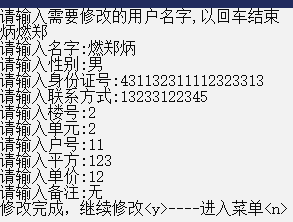 请输入需要修改的用户名字,以回车结束
炳燃郑
请输入名字:燃郑炳
请输入性别:男
请输入身份证号:431132311112323313
请输入联系方式:13233122345
请输入楼号:2
请输入单元:2
请输入户号:11
请输入平方:123
请输入单价:12
请输入备注:无
修改完成，继续修改<y>----进入菜单<n>